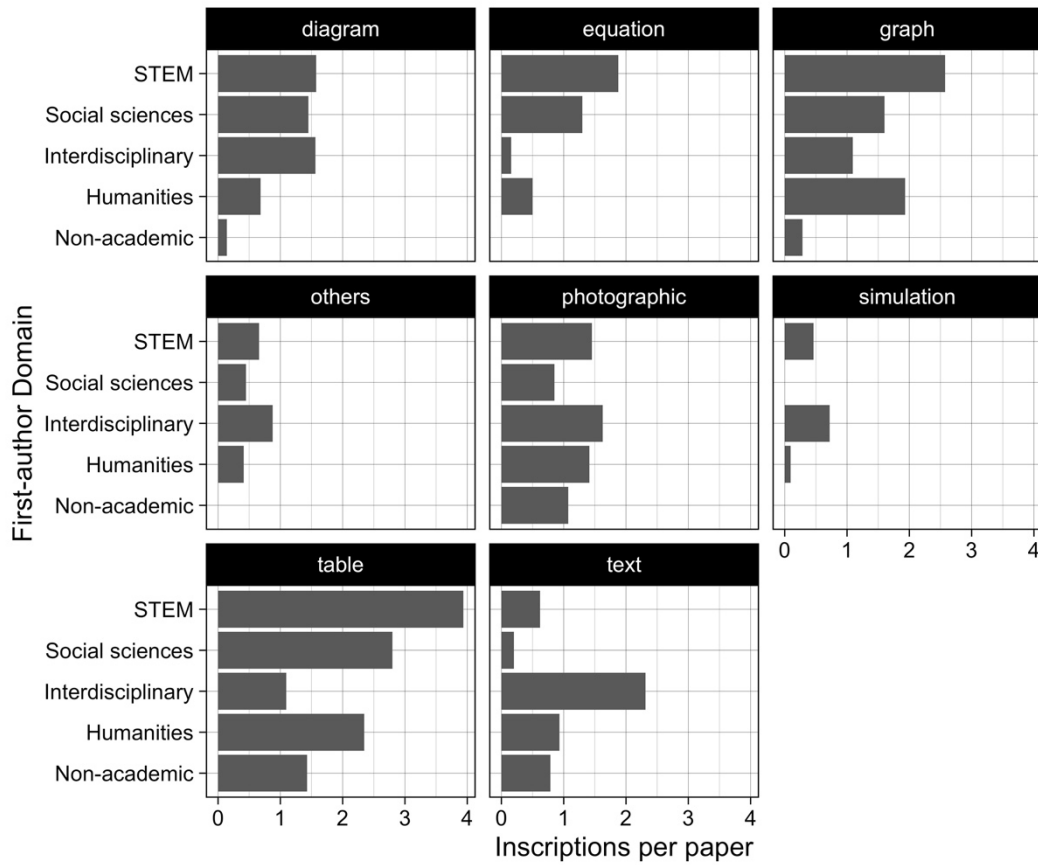 diagram equation graph
STEM
Social sciences
Interdisciplinary
Humanities
Non-academic
others photographic simulation
STEM
Social sciences
Interdisciplinary
Humanities
Non-academic
0 1 2 3 4
table text
STEM
Social sciences
Interdisciplinary
Humanities
Non-academic
0 1 2 3 4 0 1 2 3 4
Inscriptions per paper
First-author Domain